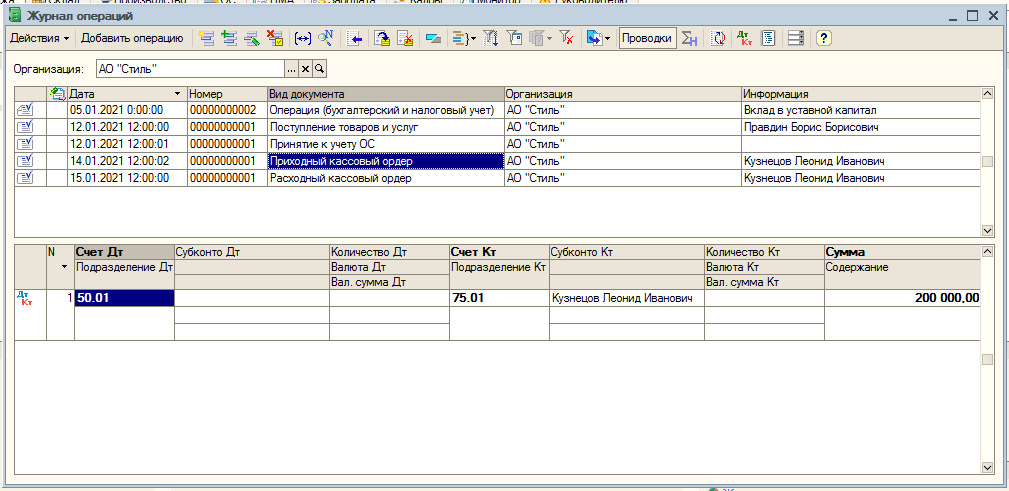 Журнал операций
Действия Добавить операцию Проводки
Организация: АО "Стиль"
Дата Номер Вид документа Организация Информация
05.01.2021 0:00:00 00000000002 Операция (бухгалтерский и налоговый учет) АО "Стиль" Вклад в уставной капитал
12.01.2021 12:00:00 00000000001 Поступление товаров и услуг АО "Стиль" Правдин Борис Борисович
12.01.2021 12:00:01 00000000001 Принятие к учету ОС АО "Стиль"
14.01.2021 12:00:02 00000000001 Приходный кассовый ордер АО "Стиль" Кузнецов Леонид Иванович
15.01.2021 12:00:00 00000000001 Расходный кассовый ордер АО "Стиль" Кузнецов Леонид Иванович
N Счет Дт Субконто Дт Количество Дт Счет Кт Субконто Кт Количество Кт Сумма
Подразделение Дт Валюта Дт Подразделение Кт Валюта Кт Содержание
Вал. сумма Дт Вал. сумма Кт
Дт Кт 1 50.01 75.01 Кузнецов Леонид Иванович 200 000,00